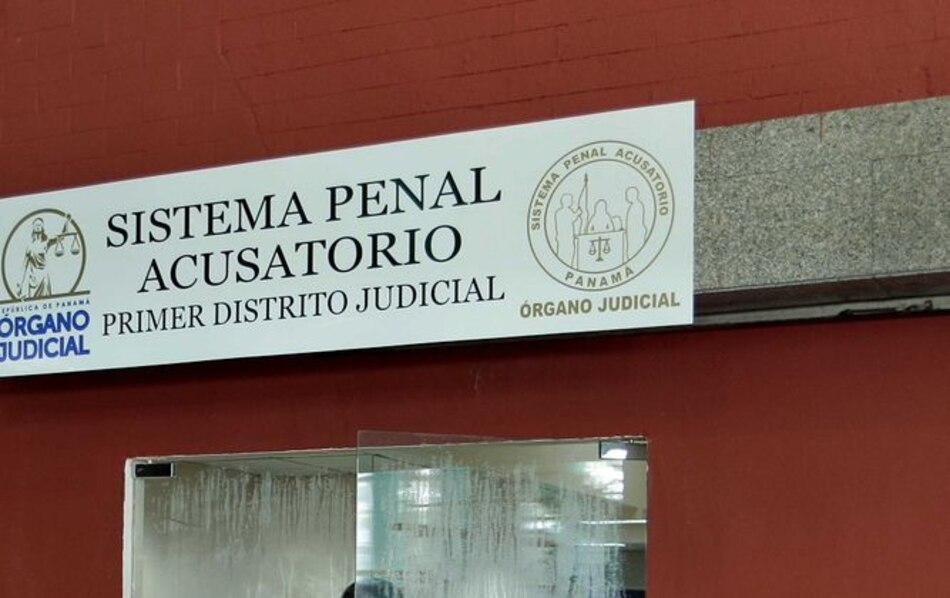 REPÚBLICA DE PANAMÁ
ÓRGANO
JUDICIAL
SISTEMA PENAL
ACUSATORIO
PRIMER DISTRITO JUDICIAL
SISTEMA PENAL ACUSATORIO
PANAMÁ
ÓRGANO JUDICIAL